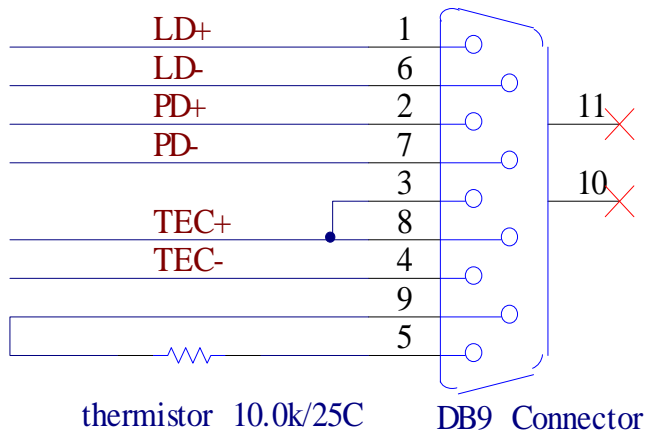 LD+ 1
LD- 6
PD+ 2
11
PD- 7
3
10
TEC+ 8
TEC- 4
9
5
thermistor 10.0k/25C DB9 Connector